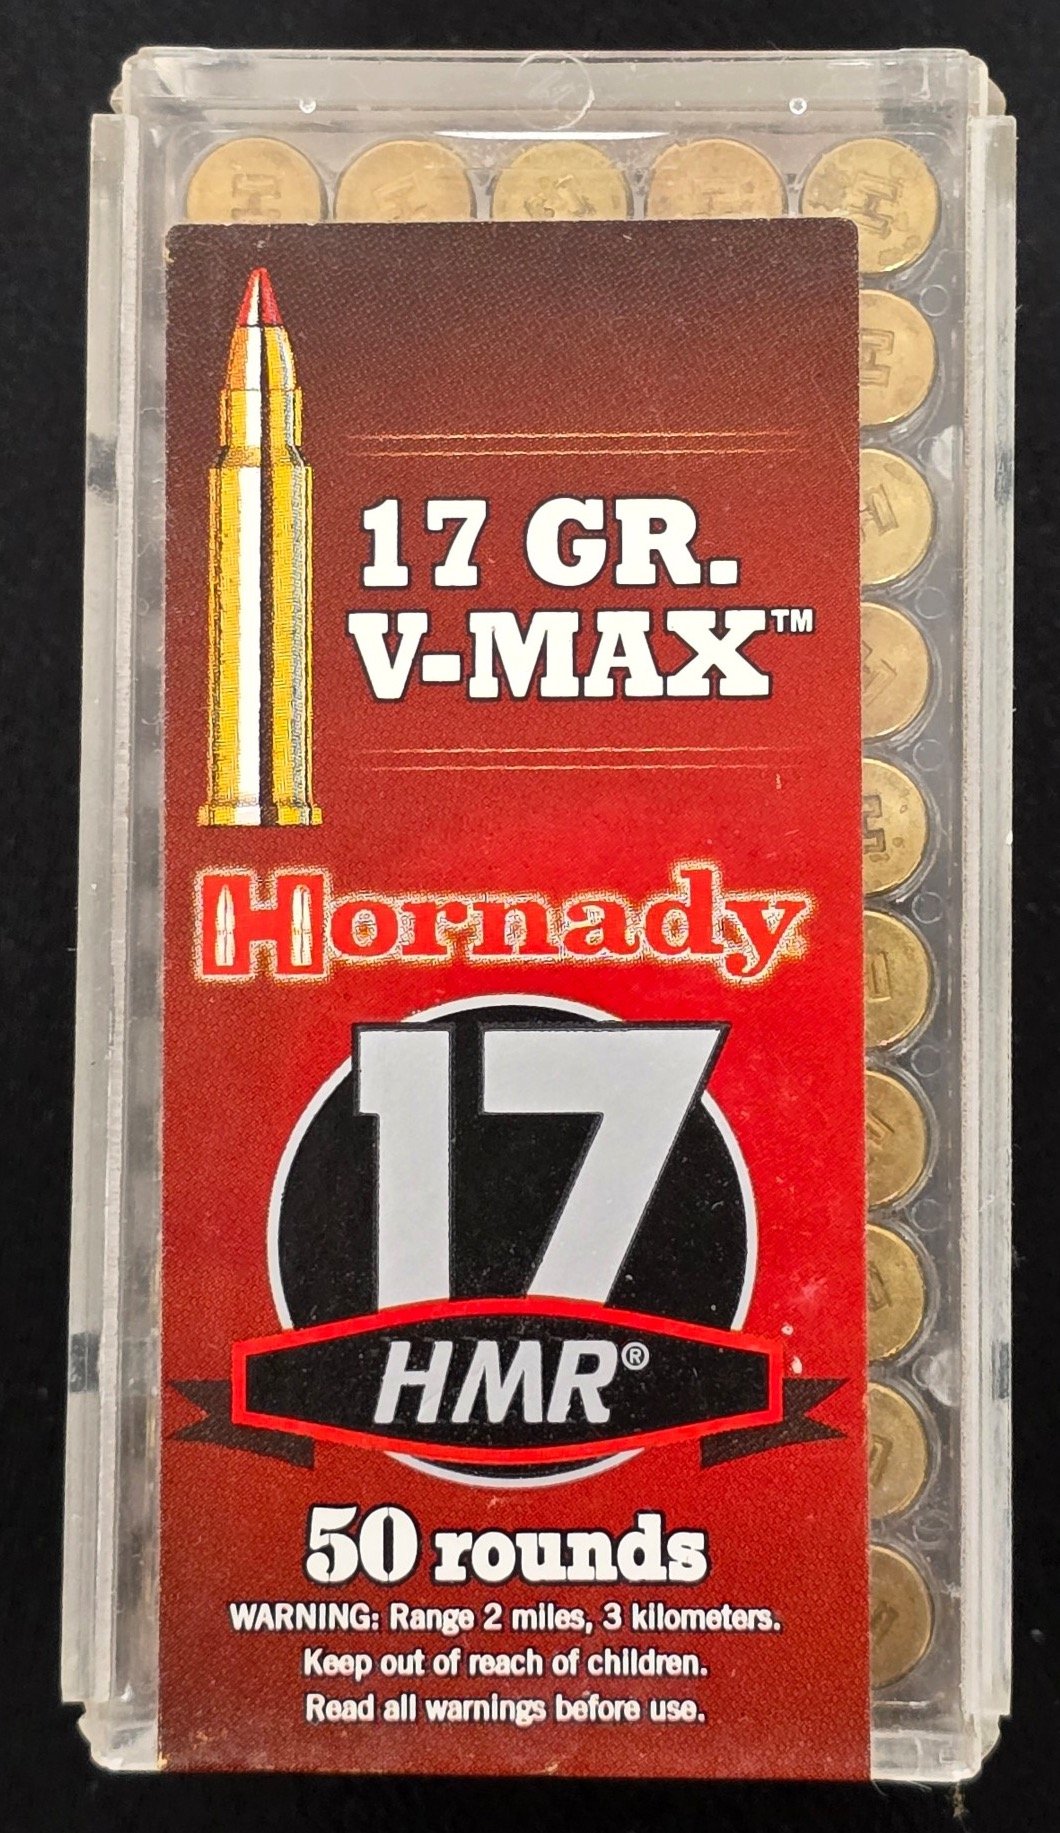 17 GR.
V-MAX™
Hornady
17
HMR®
50 rounds
WARNING: Range 2 miles, 3 kilometers.
Keep out of reach of children.
Read all warnings before use.